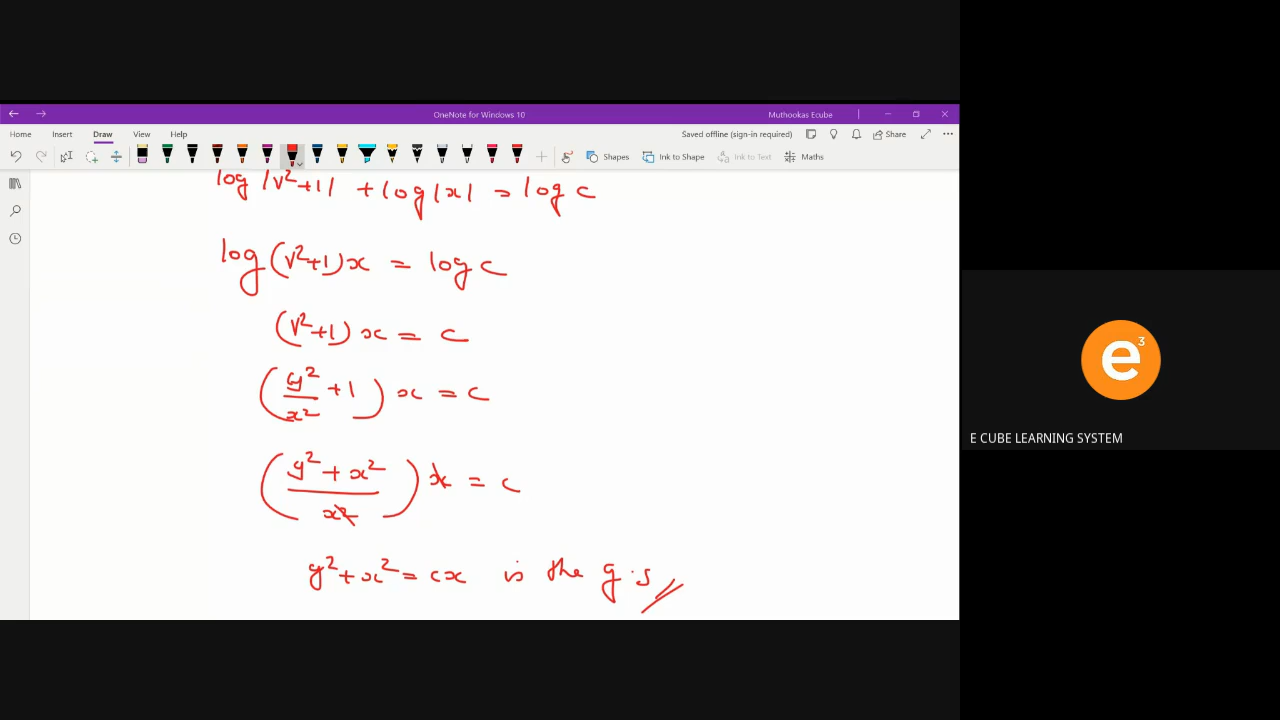 OneNote for Windows 10
Muthookas Ecube
Home Insert Draw View Help
Saved offline (sign-in required)
Share
Shapes
Ink to Shape
Ink to Text
Maths
log |v²+1| + log |x| = log c
log (v²+1) x = log c
(v²+1) x = c
(y²/x² + 1) x = c
((y² + x²)/x²) x = c
y² + x² = cx is the g.s
e³
E CUBE LEARNING SYSTEM